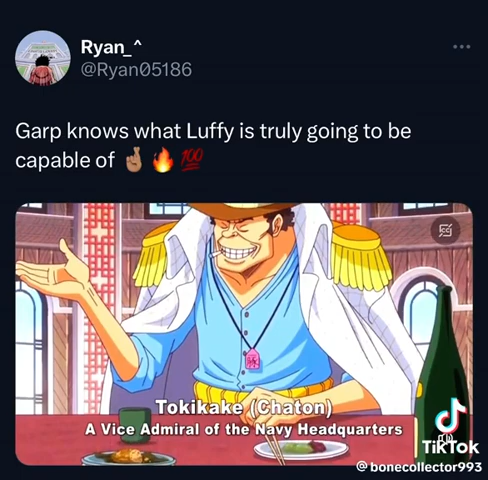 Ryan_^
@Ryan05186
Garp knows what Luffy is truly going to be
capable of 🤞🏽🔥💯
Tokikake (Chaton)
A Vice Admiral of the Navy Headquarters
TikTok
@bonecollector993